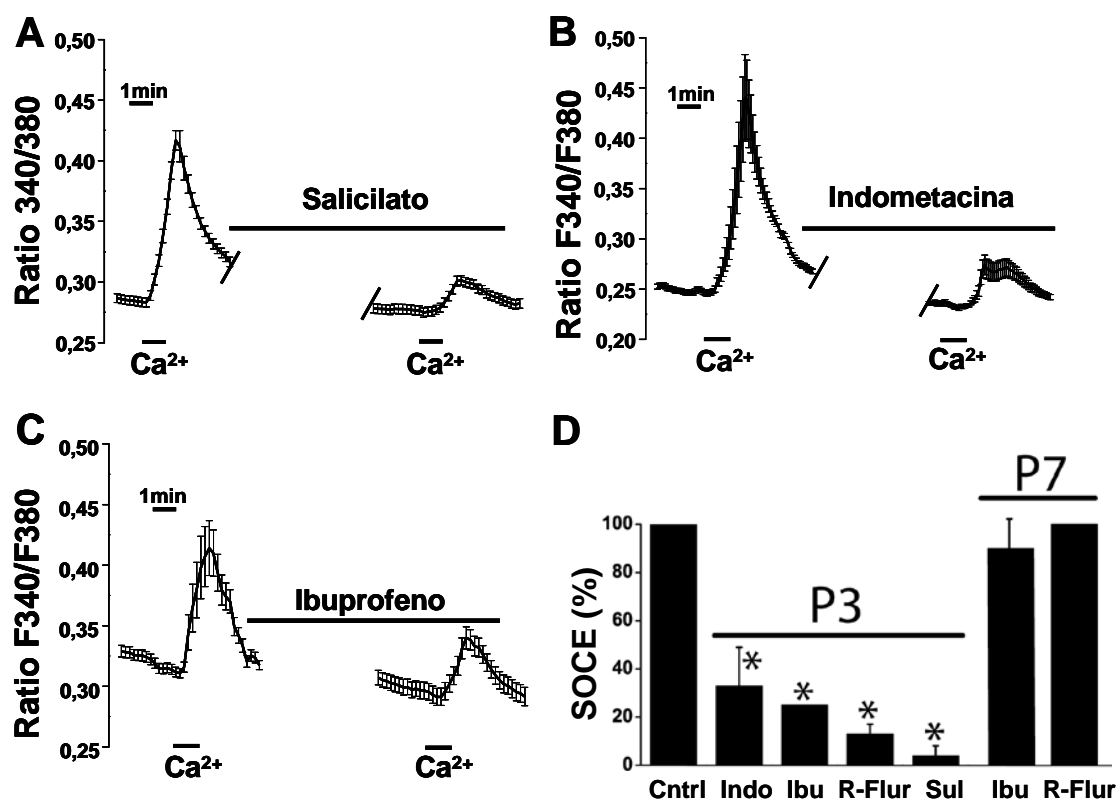 A
Ratio 340/380
0,50
0,45
0,40
0,35
0,30
0,25
1min
Salicilato
Ca²⁺
Ca²⁺
B
Ratio F340/F380
0,50
0,45
0,40
0,35
0,30
0,25
0,20
1min
Indometacina
Ca²⁺
Ca²⁺
C
Ratio F340/F380
0,50
0,45
0,40
0,35
0,30
0,25
1min
Ibuprofeno
Ca²⁺
Ca²⁺
D
SOCE (%)
100
80
60
40
20
0
P3
P7
* * * *
Cntrl Indo Ibu R-Flur Sul Ibu R-Flur